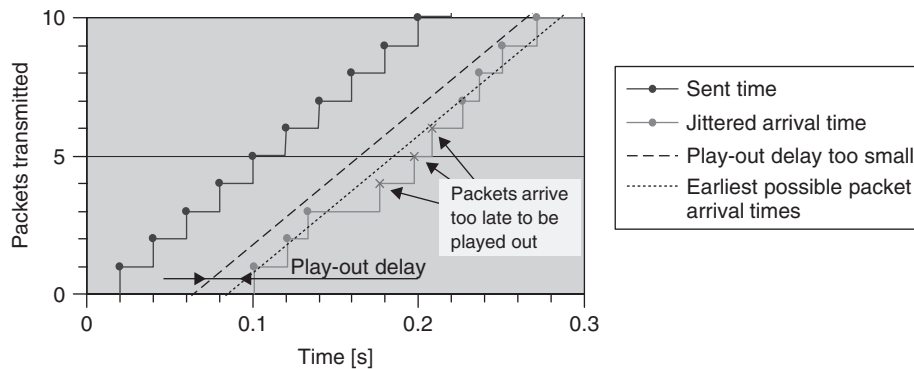 10
5
0
Packets transmitted
Packets arrive
too late to be
played out
Play-out delay
0
0.1
0.2
0.3
Time [s]
Sent time
Jittered arrival time
Play-out delay too small
Earliest possible packet
arrival times